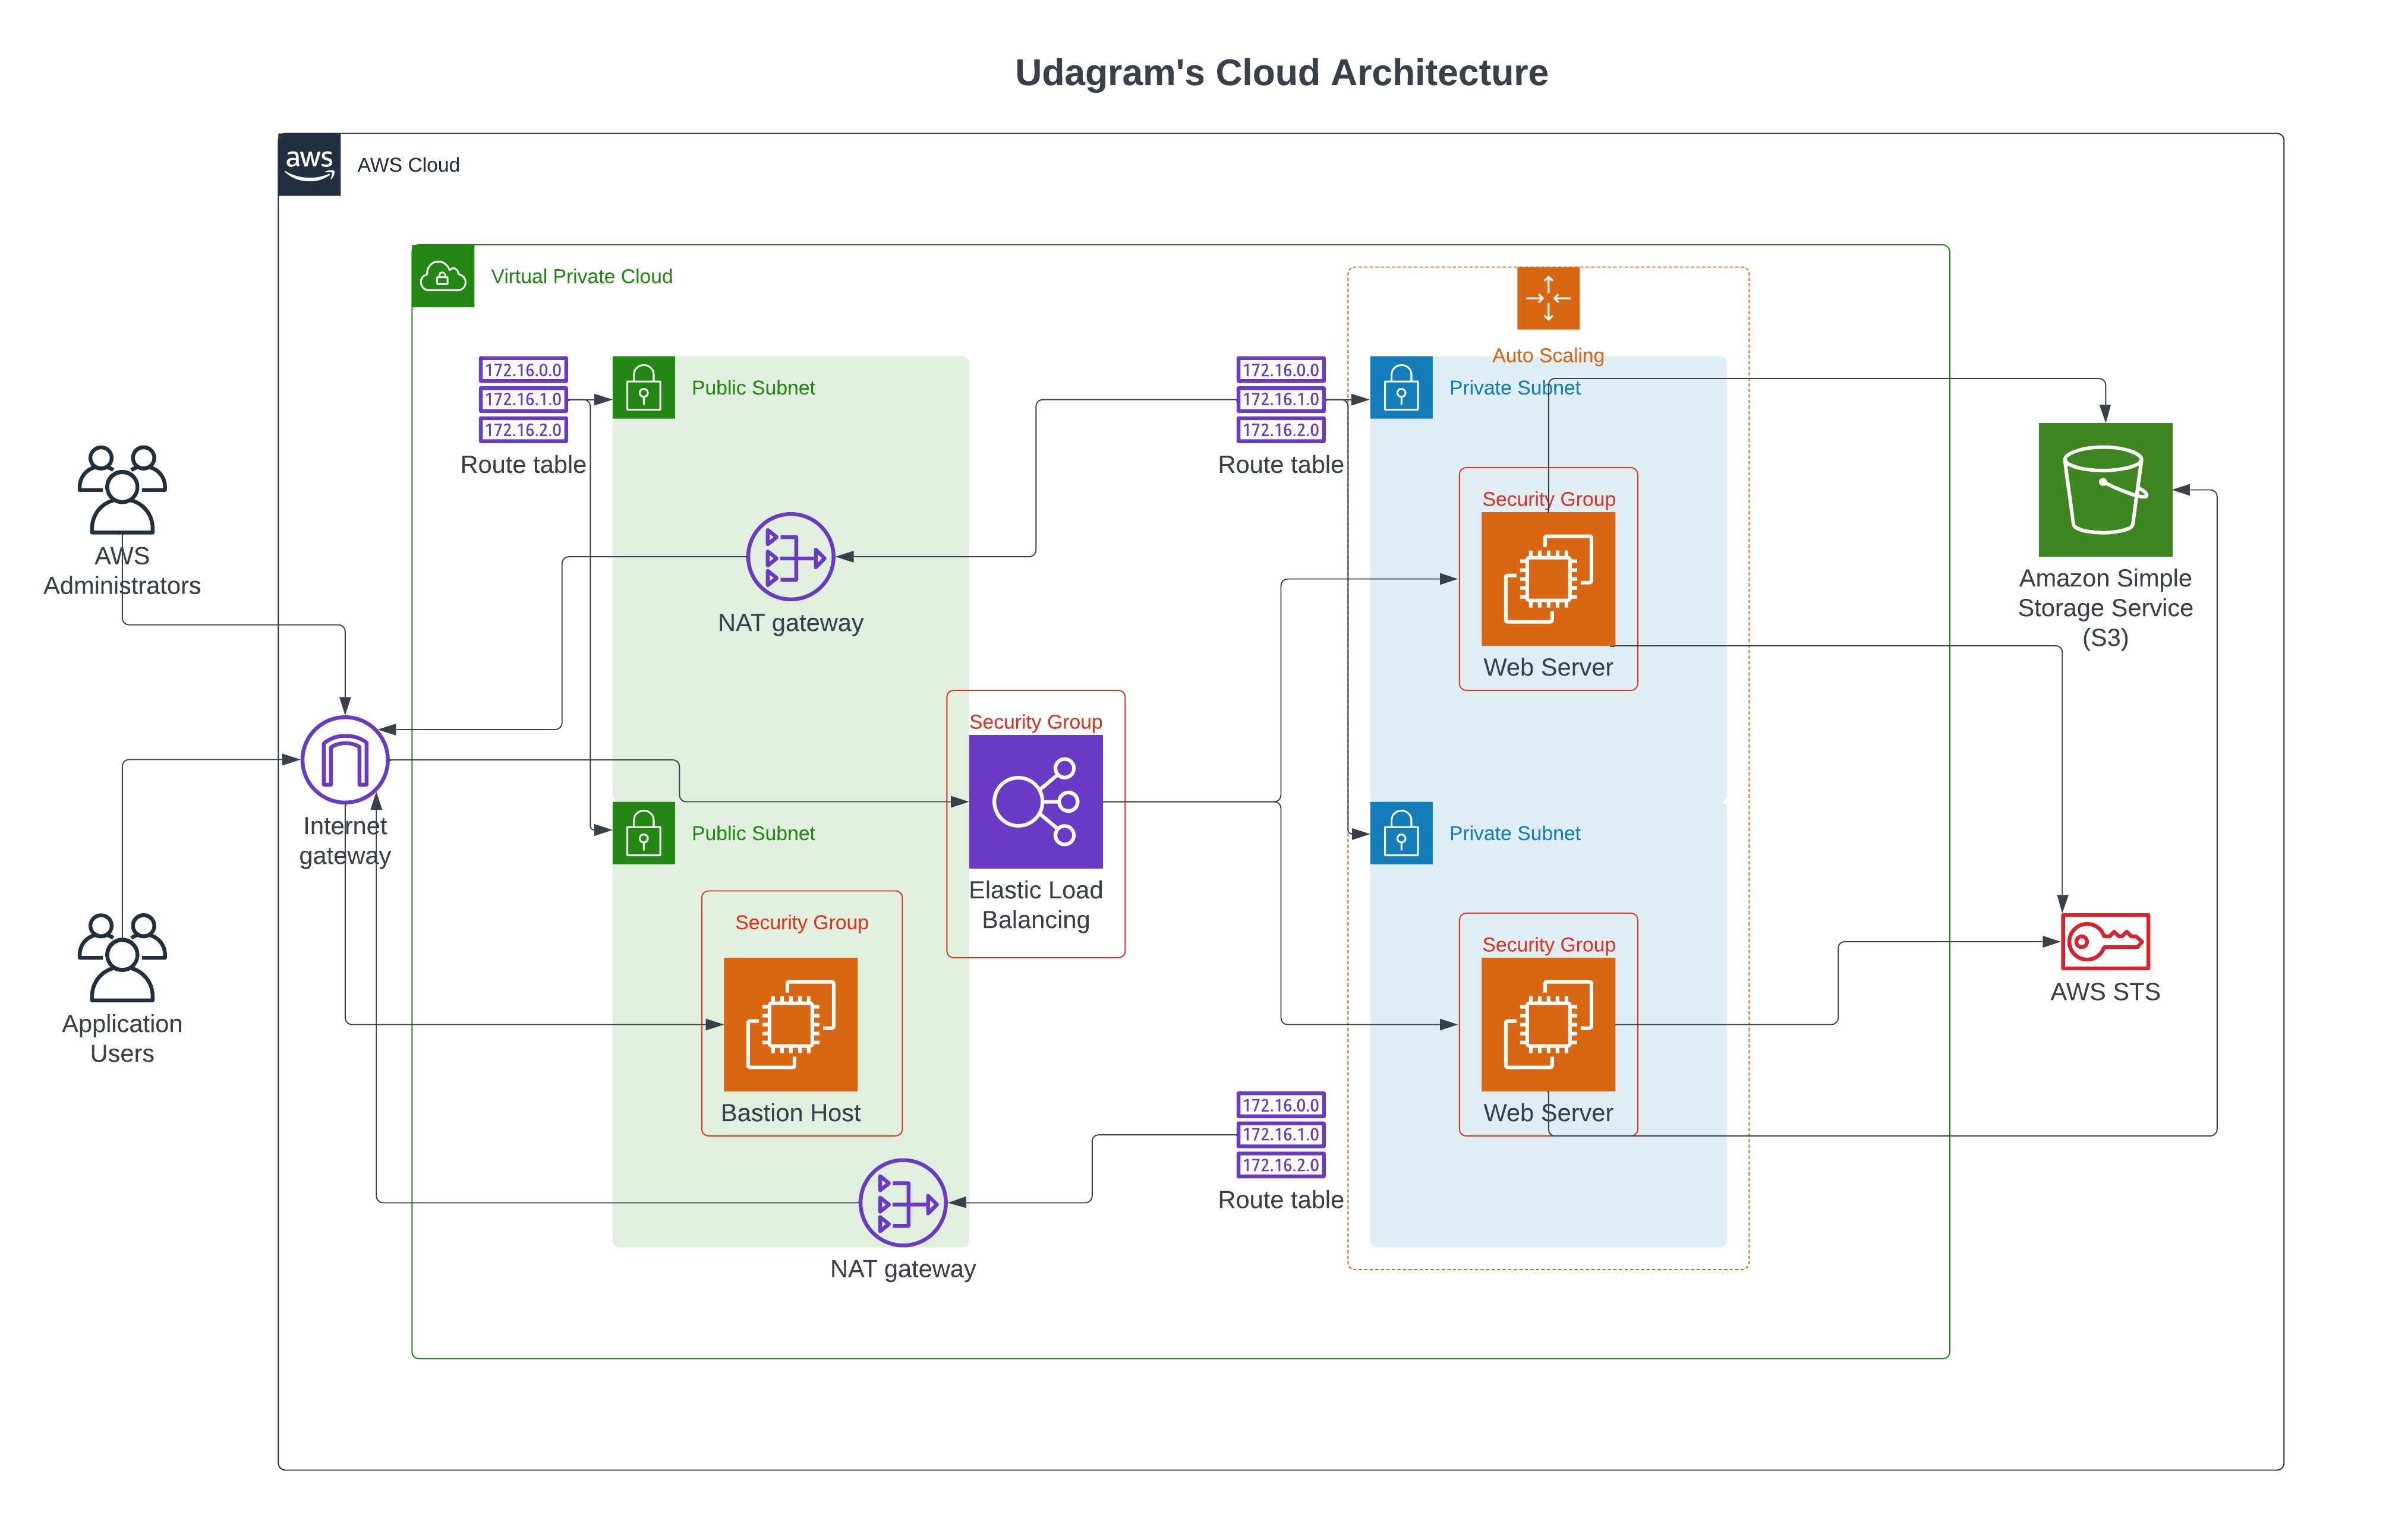 Udagram's Cloud Architecture
aws
AWS Cloud
Virtual Private Cloud
Auto Scaling
172.16.0.0
172.16.1.0
172.16.2.0
Route table
Public Subnet
172.16.0.0
172.16.1.0
172.16.2.0
Route table
Private Subnet
AWS
Administrators
NAT gateway
Security Group
Web Server
Amazon Simple
Storage Service
(S3)
Internet
gateway
Security Group
Elastic Load
Balancing
Public Subnet
Private Subnet
Application
Users
Security Group
Bastion Host
Security Group
Web Server
AWS STS
172.16.0.0
172.16.1.0
172.16.2.0
Route table
NAT gateway